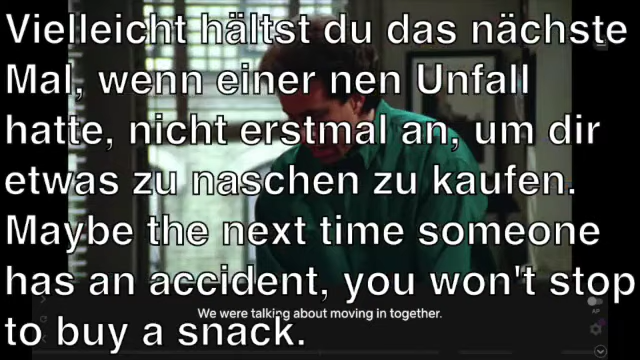 Vielleicht hältst du das nächste
Mal, wenn einer nen Unfall
hatte, nicht erstmal an, um dir
etwas zu naschen zu kaufen.
Maybe the next time someone
has an accident, you won't stop
We were talking about moving in together.
to buy a snack.
AP